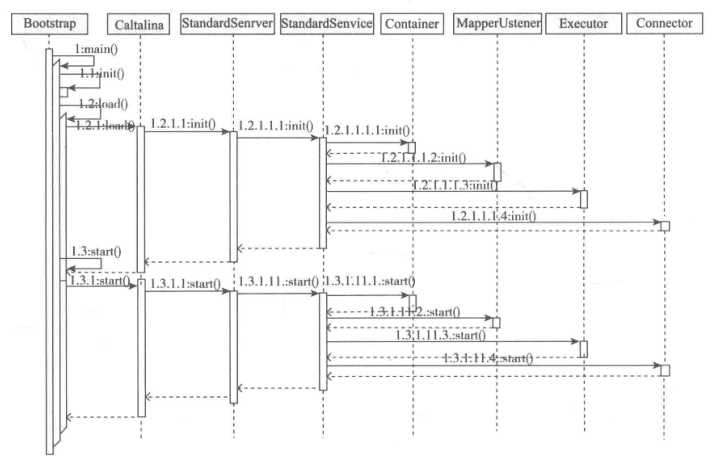 Bootstrap Caltalina StandardSenrver StandardSenvice Container MapperUstener Executor Connector
1:main()
1.1:init()
1.2:load()
1.2.1:load() 1.2.1.1:init() 1.2.1.1.1:init() 1.2.1.1.1.1:init()
1.2.1.1.1.2:init()
1.2.1.1.1.3:init()
1.2.1.1.1.4:init()
1.3:start()
1.3.1:start() 1.3.1.1:start() 1.3.1.11.:start() 1.3.1.11.1.:start()
1.3.1.11.2.:start()
1.3.1.11.3.:start()
1.3.1.11.4.:start()